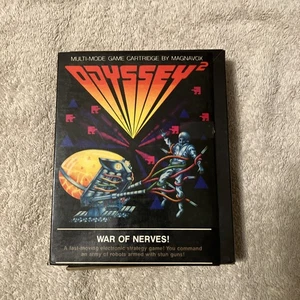 MULTI-MODE GAME CARTRIDGE BY MAGNAVOX
ODYSSEY²
WAR OF NERVES!
A fast-moving electronic strategy game! You command
an army of robots armed with stun guns!